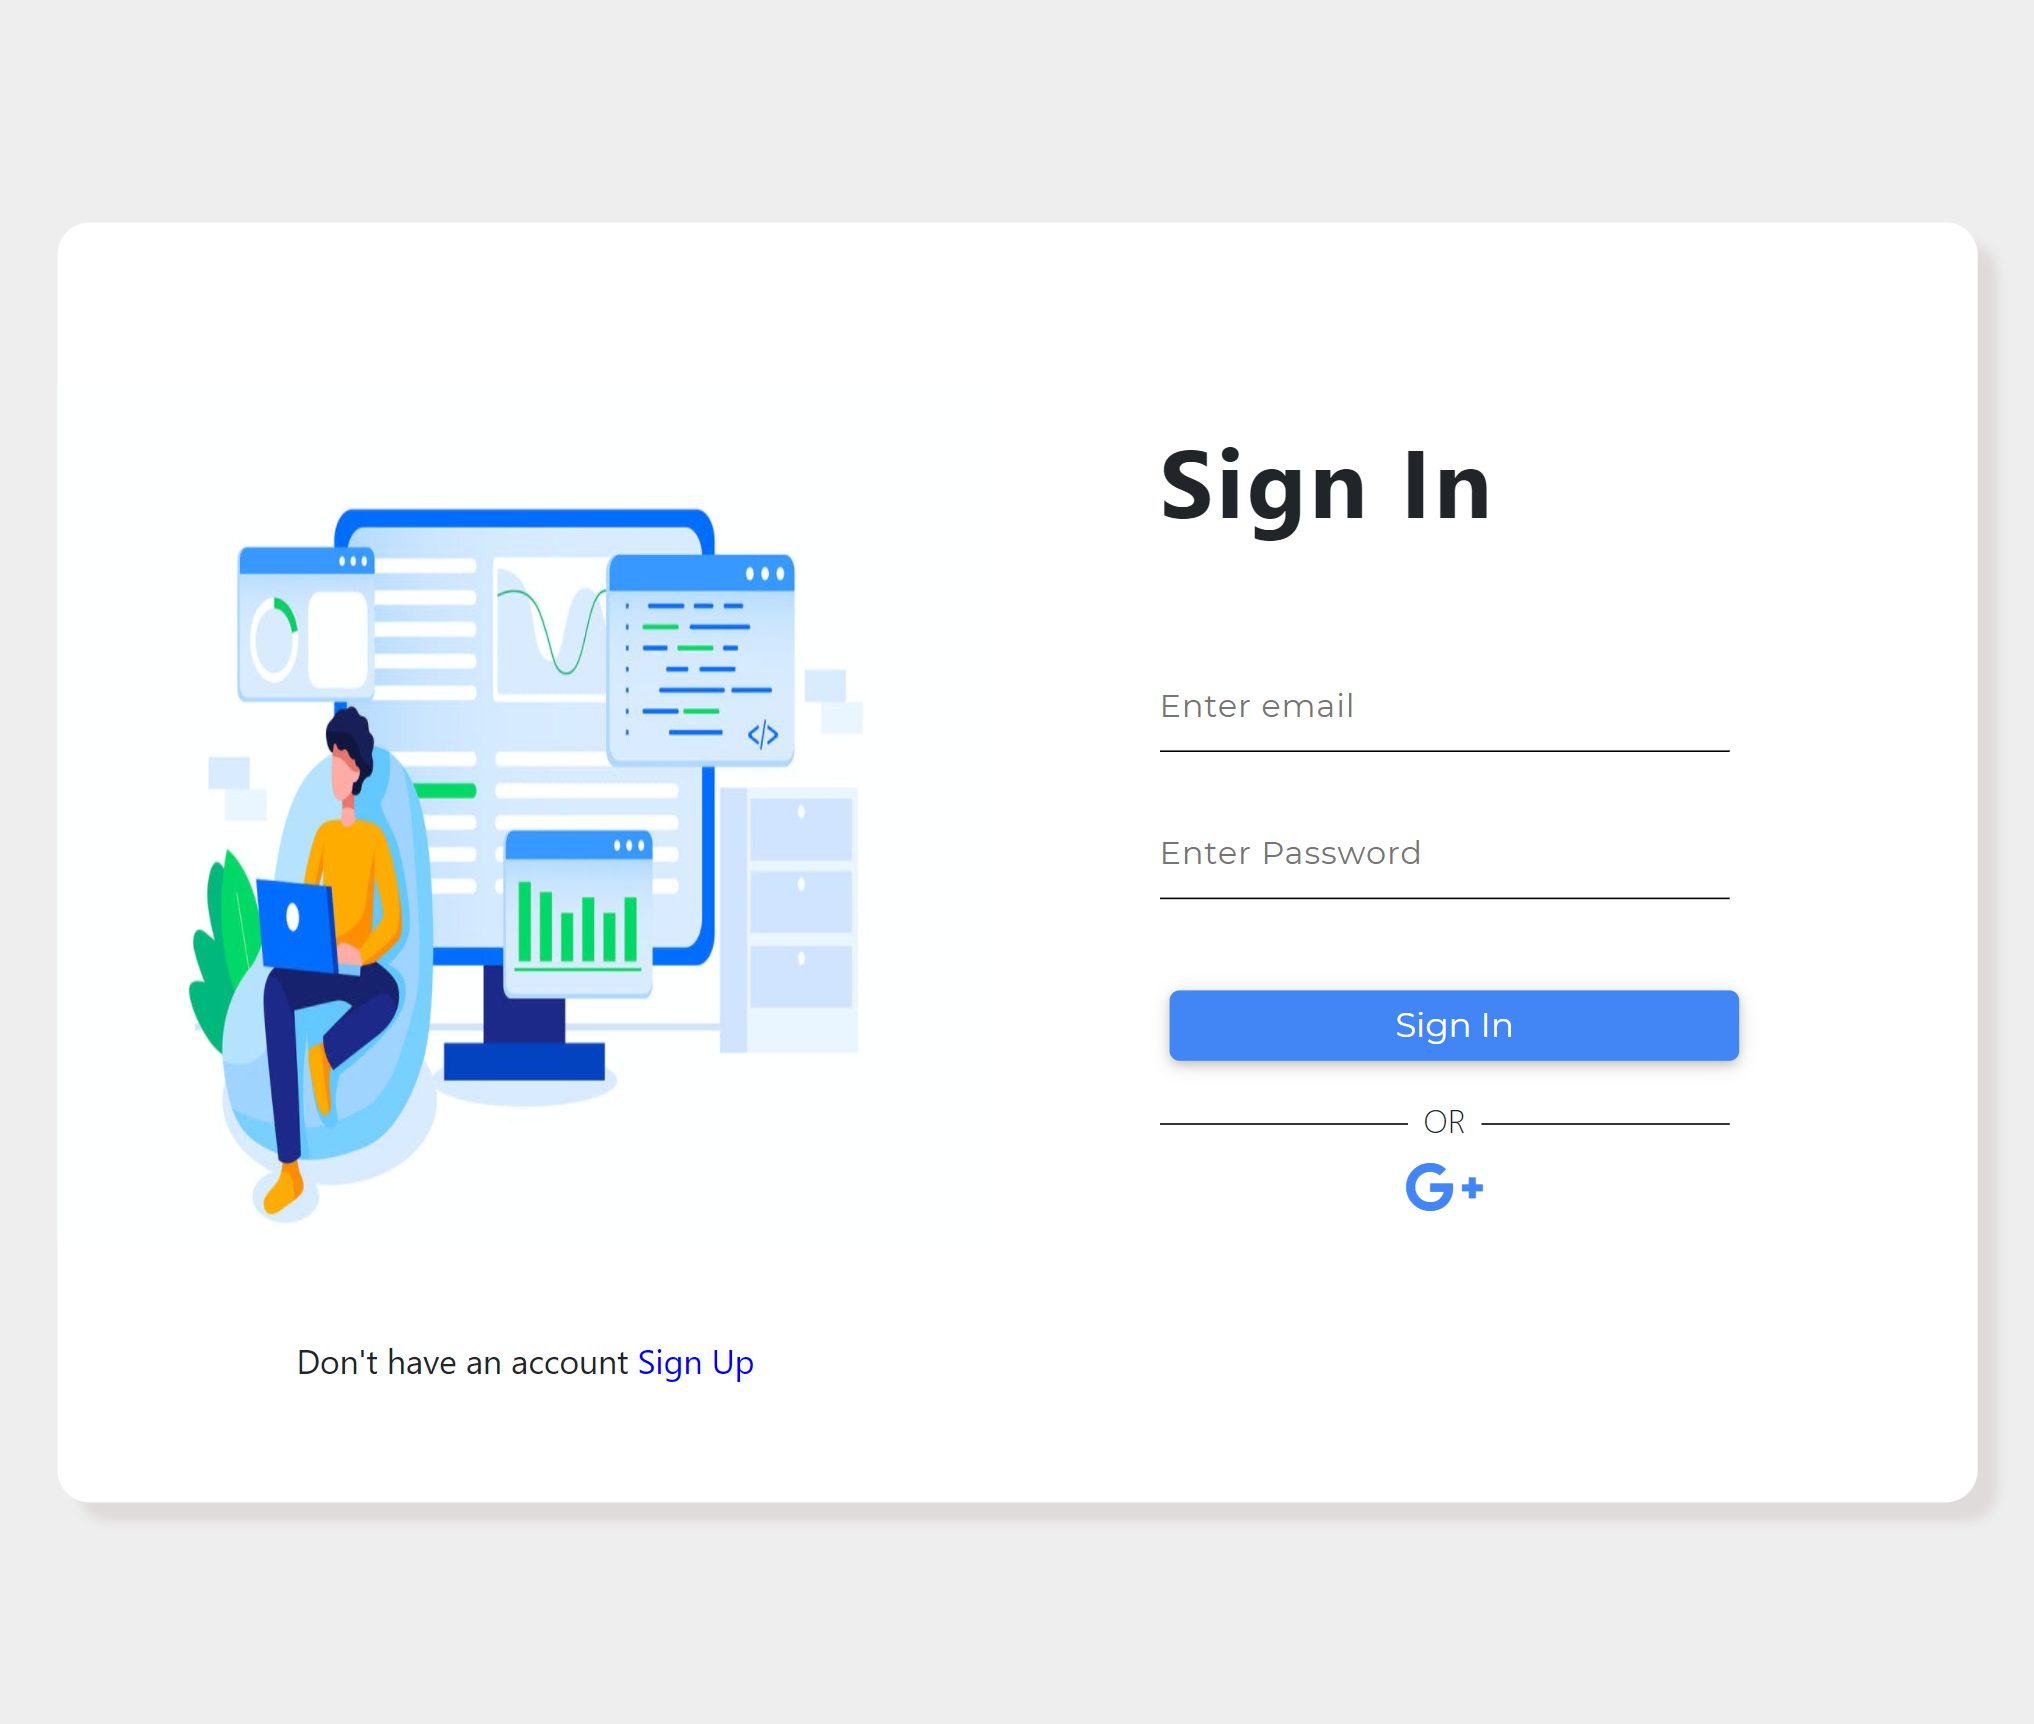 Sign In
Enter email
Enter Password
Sign In
OR
G+
Don't have an account Sign Up
</>